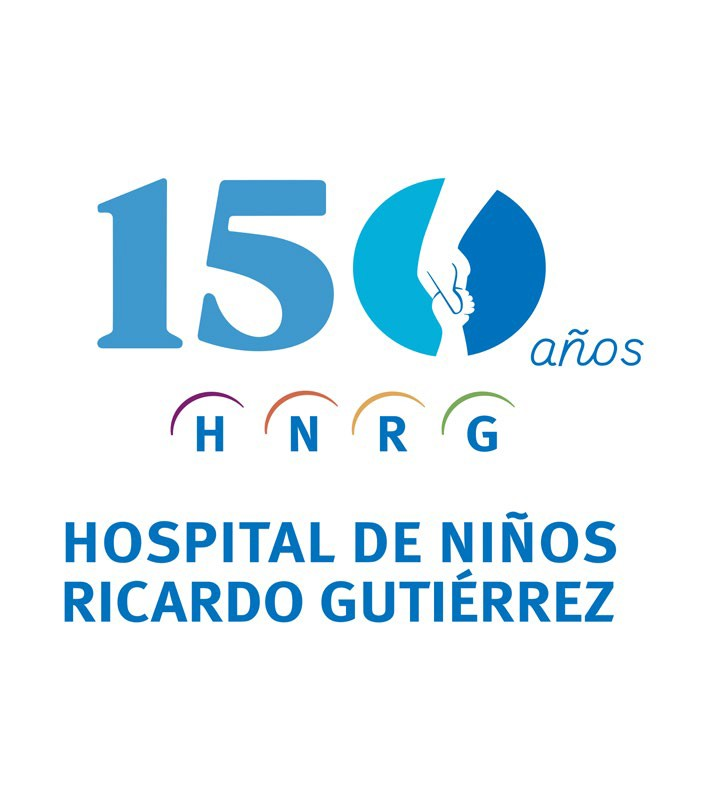 150
años
H N R G
HOSPITAL DE NIÑOS
RICARDO GUTIÉRREZ